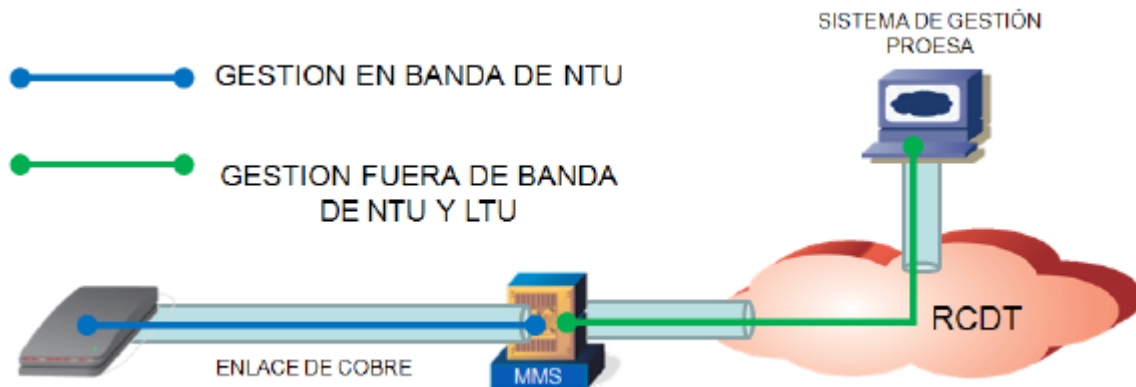 SISTEMA DE GESTIÓN
PROESA
GESTION EN BANDA DE NTU
GESTION FUERA DE BANDA
DE NTU Y LTU
RCDT
ENLACE DE COBRE
MMS